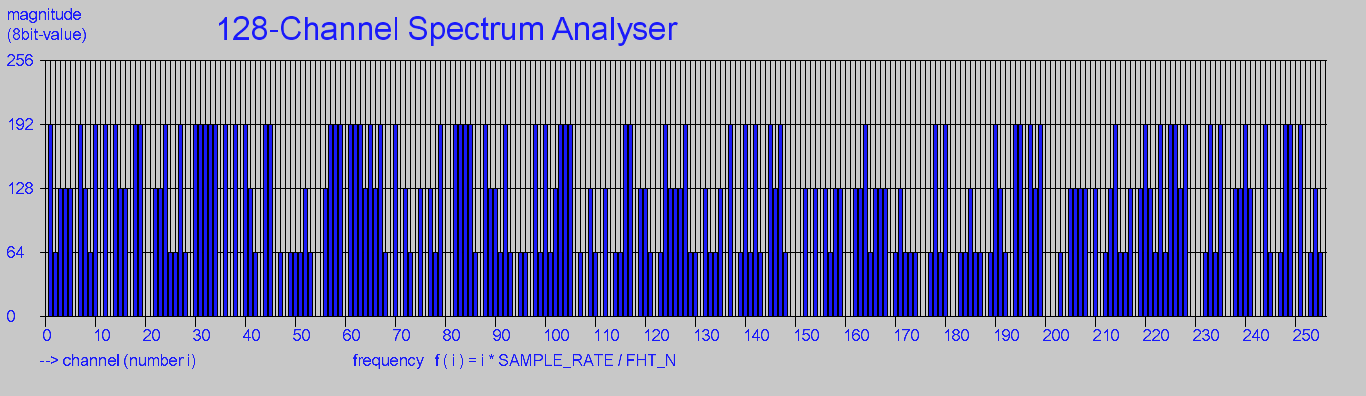 magnitude
(8bit-value)
128-Channel Spectrum Analyser
256
192
128
64
0
0 10 20 30 40 50 60 70 80 90 100 110 120 130 140 150 160 170 180 190 200 210 220 230 240 250
--> channel (number i)
frequency f ( i ) = i * SAMPLE_RATE / FHT_N